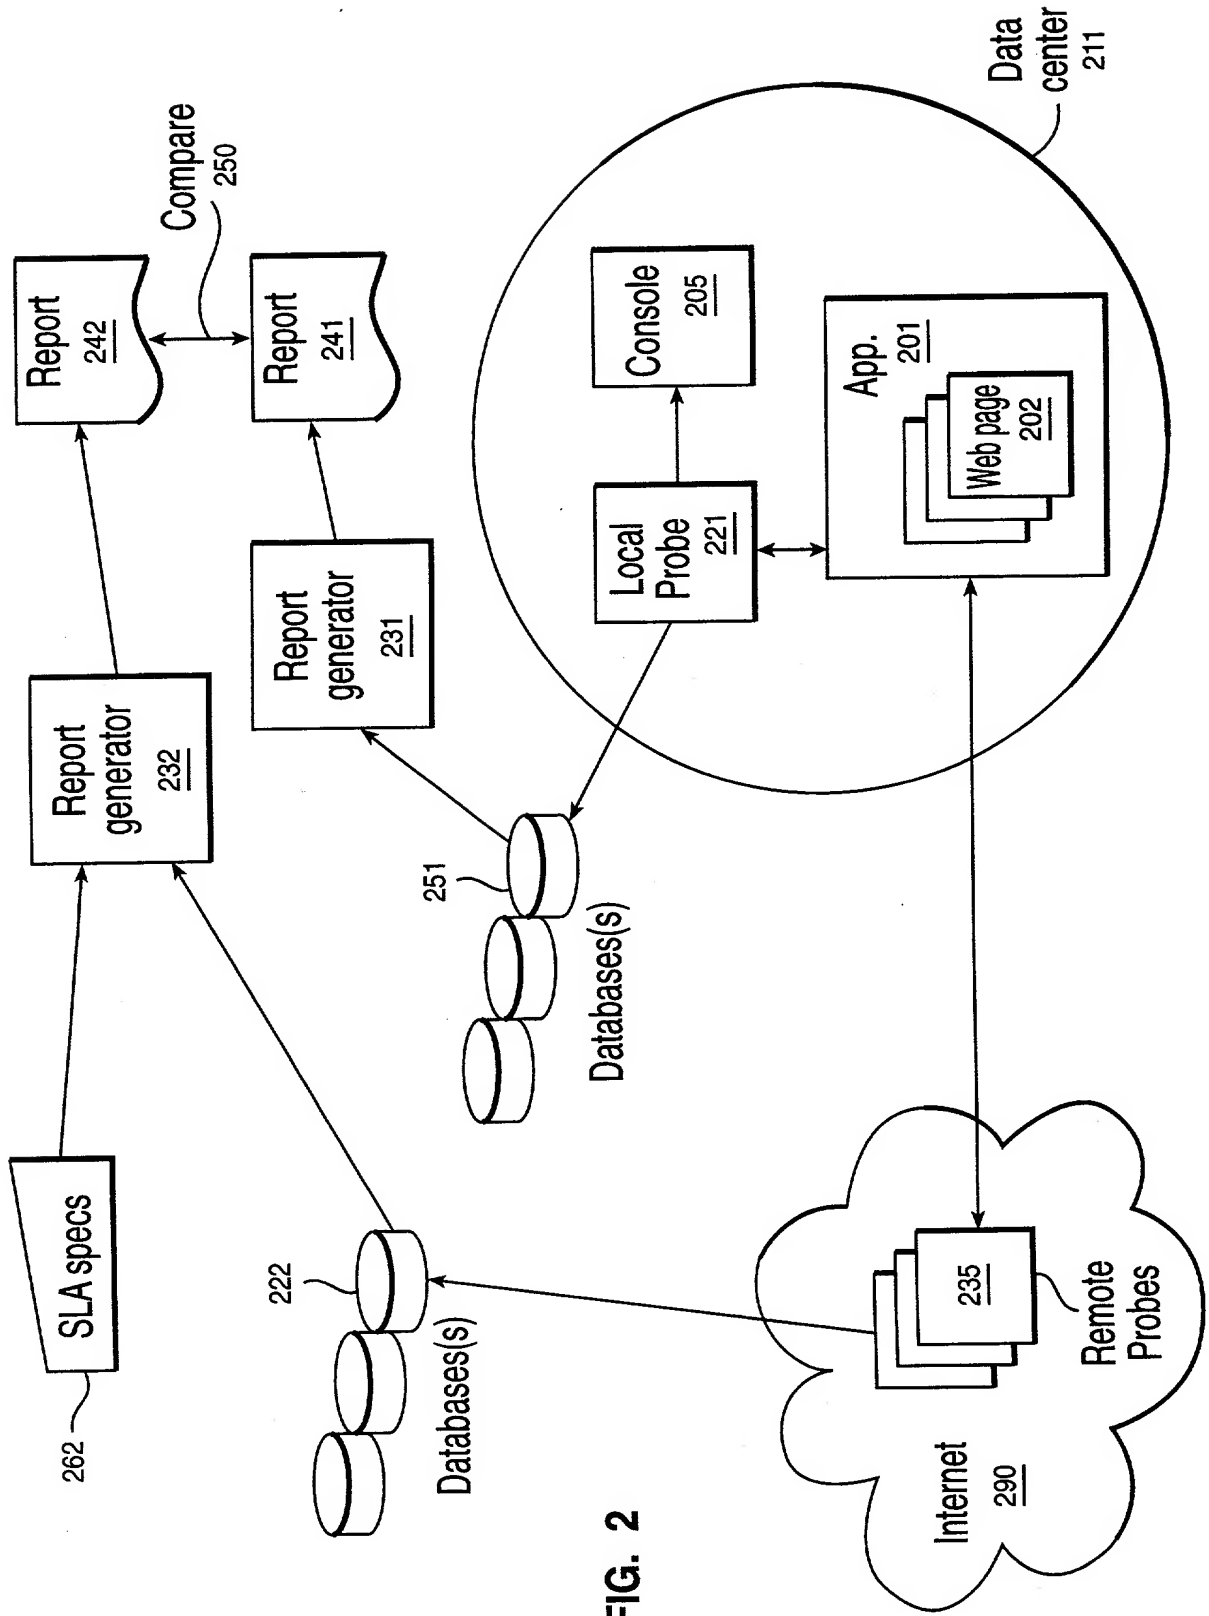 262
SLA specs
Report
generator
232
Report
242
Compare
250
222
Databases(s)
251
Databases(s)
Report
generator
231
Report
241
Local
Probe
221
Console
205
App.
201
Web page
202
Data
center
211
Internet
290
235
Remote
Probes
FIG. 2